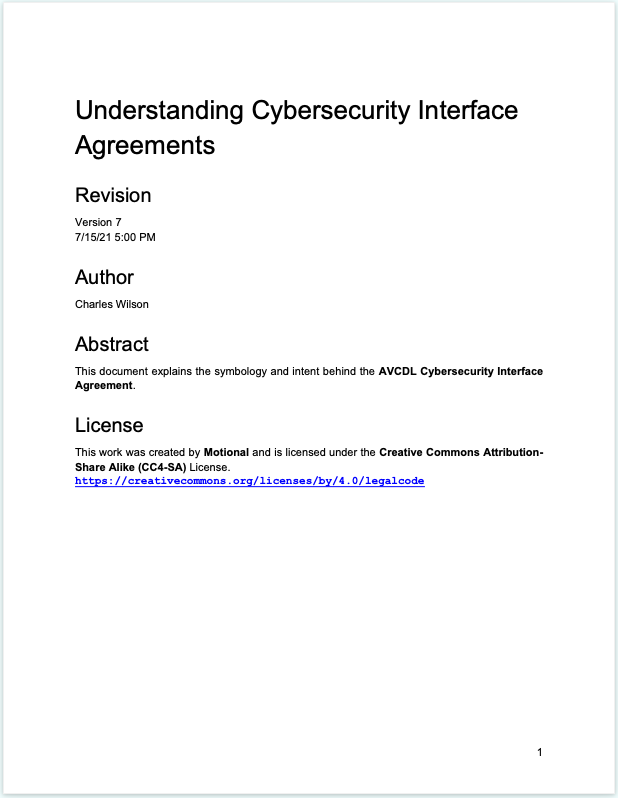 Understanding Cybersecurity Interface
Agreements
Revision
Version 7
7/15/21 5:00 PM
Author
Charles Wilson
Abstract
This document explains the symbology and intent behind the AVCDL Cybersecurity Interface
Agreement.
License
This work was created by Motional and is licensed under the Creative Commons Attribution-
Share Alike (CC4-SA) License.
https://creativecommons.org/licenses/by/4.0/legalcode
1